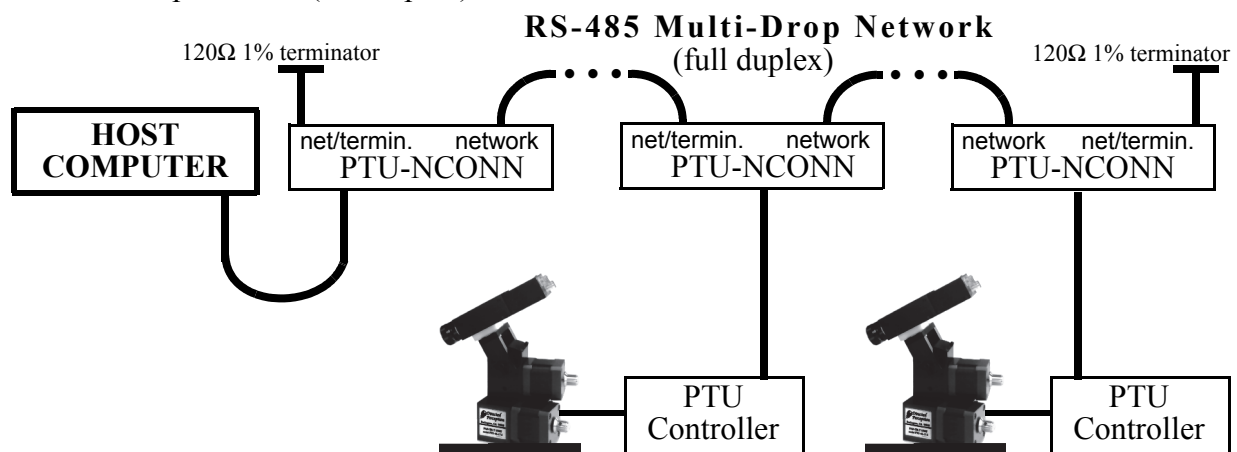 RS-485 Multi-Drop Network
(full duplex)
120Ω 1% terminator
120Ω 1% terminator
HOST
COMPUTER
net/termin. network
PTU-NCONN
net/termin. network
PTU-NCONN
network net/termin.
PTU-NCONN
PTU
Controller
PTU
Controller